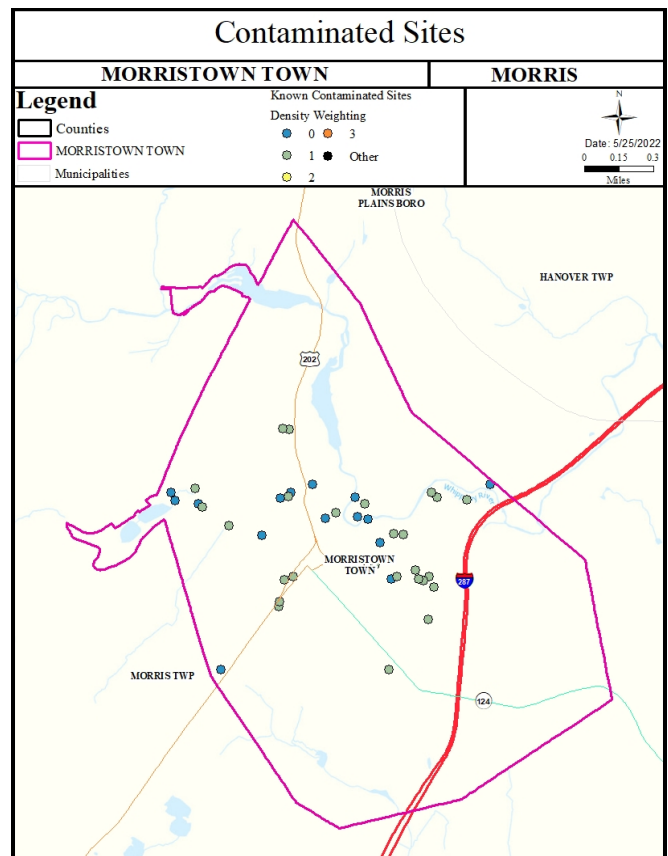 Contaminated Sites
MORRISTOWN TOWN
MORRIS
Legend
Counties
MORRISTOWN TOWN
Municipalities
Known Contaminated Sites
Density Weighting
0 3
1 Other
2
N
Date: 5/25/2022
0 0.15 0.3
Miles
MORRIS
PLAINS BORO
HANOVER TWP
202
MORRISTOWN
TOWN
287
MORRIS TWP
124